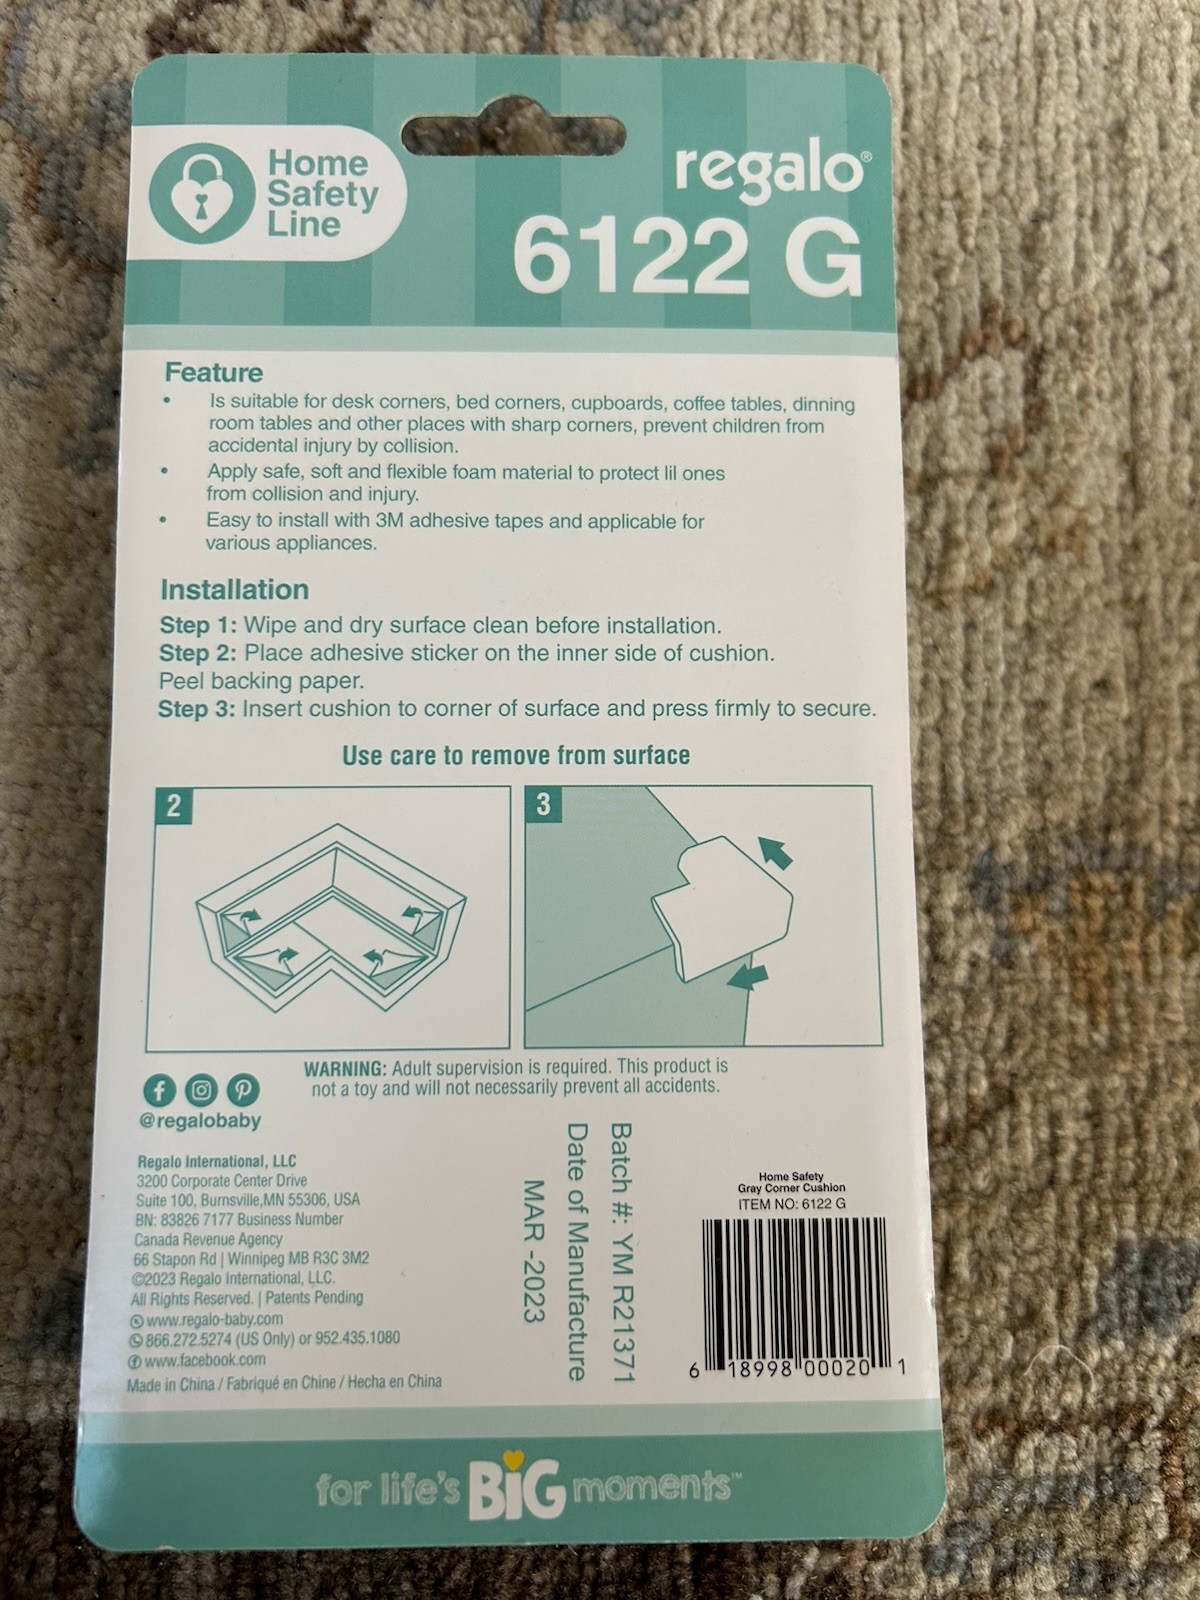 Home
Safety
Line
regalo®
6122 G
Feature
• Is suitable for desk corners, bed corners, cupboards, coffee tables, dinning
room tables and other places with sharp corners, prevent children from
accidental injury by collision.
• Apply safe, soft and flexible foam material to protect lil ones
from collision and injury.
• Easy to install with 3M adhesive tapes and applicable for
various appliances.
Installation
Step 1: Wipe and dry surface clean before installation.
Step 2: Place adhesive sticker on the inner side of cushion.
Peel backing paper.
Step 3: Insert cushion to corner of surface and press firmly to secure.
Use care to remove from surface
2
3
WARNING: Adult supervision is required. This product is
not a toy and will not necessarily prevent all accidents.
@regalobaby
Regalo International, LLC
3200 Corporate Center Drive
Suite 100, Burnsville,MN 55306, USA
BN: 83826 7177 Business Number
Canada Revenue Agency
66 Stapon Rd | Winnipeg MB R3C 3M2
©2023 Regalo International, LLC.
All Rights Reserved. | Patents Pending
www.regalo-baby.com
866.272.5274 (US Only) or 952.435.1080
www.facebook.com
Made in China / Fabriqué en Chine / Hecha en China
Batch #: YM R21371
Date of Manufacture
MAR -2023
Home Safety
Gray Corner Cushion
ITEM NO: 6122 G
6 18998 00020 1
for life's BIG moments™